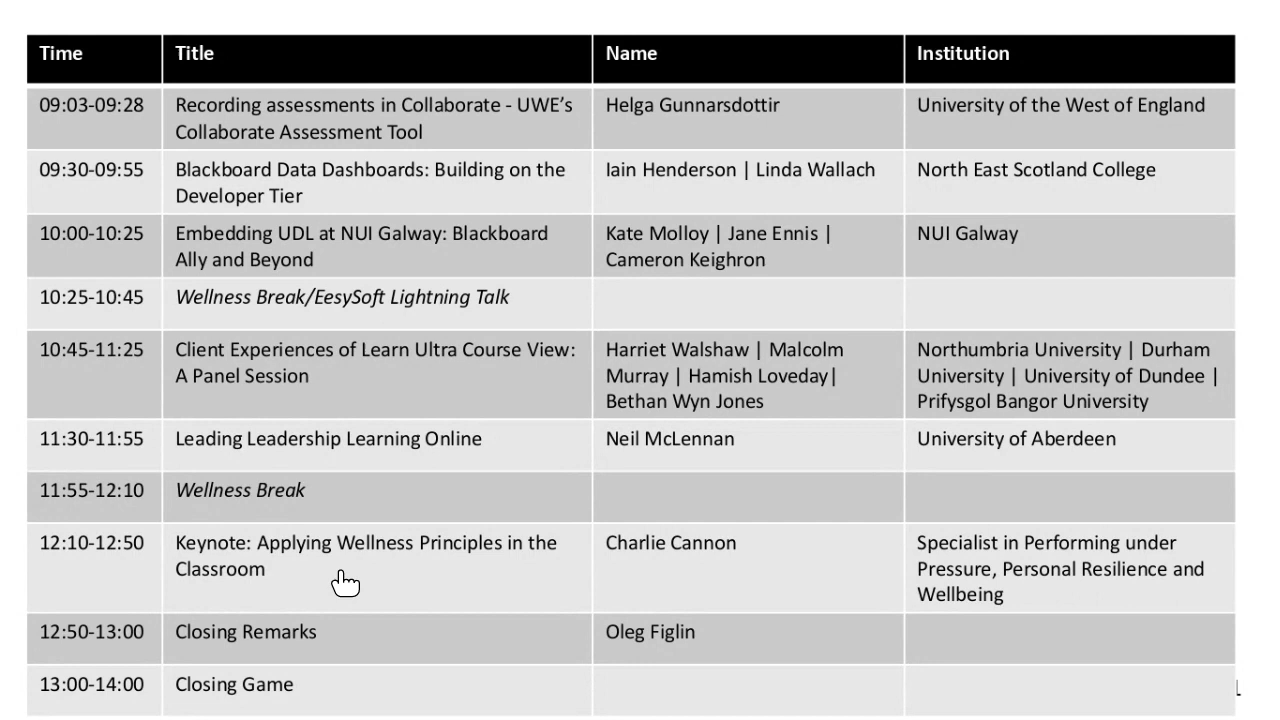 Time Title Name Institution
09:03-09:28 Recording assessments in Collaborate - UWE’s Helga Gunnarsdottir University of the West of England
Collaborate Assessment Tool
09:30-09:55 Blackboard Data Dashboards: Building on the Iain Henderson | Linda Wallach North East Scotland College
Developer Tier
10:00-10:25 Embedding UDL at NUI Galway: Blackboard Kate Molloy | Jane Ennis | NUI Galway
Ally and Beyond Cameron Keighron
10:25-10:45 Wellness Break/EesySoft Lightning Talk
10:45-11:25 Client Experiences of Learn Ultra Course View: Harriet Walshaw | Malcolm Northumbria University | Durham
A Panel Session Murray | Hamish Loveday| University | University of Dundee |
Bethan Wyn Jones Prifysgol Bangor University
11:30-11:55 Leading Leadership Learning Online Neil McLennan University of Aberdeen
11:55-12:10 Wellness Break
12:10-12:50 Keynote: Applying Wellness Principles in the Charlie Cannon Specialist in Performing under
Classroom Pressure, Personal Resilience and
Wellbeing
12:50-13:00 Closing Remarks Oleg Figlin
13:00-14:00 Closing Game